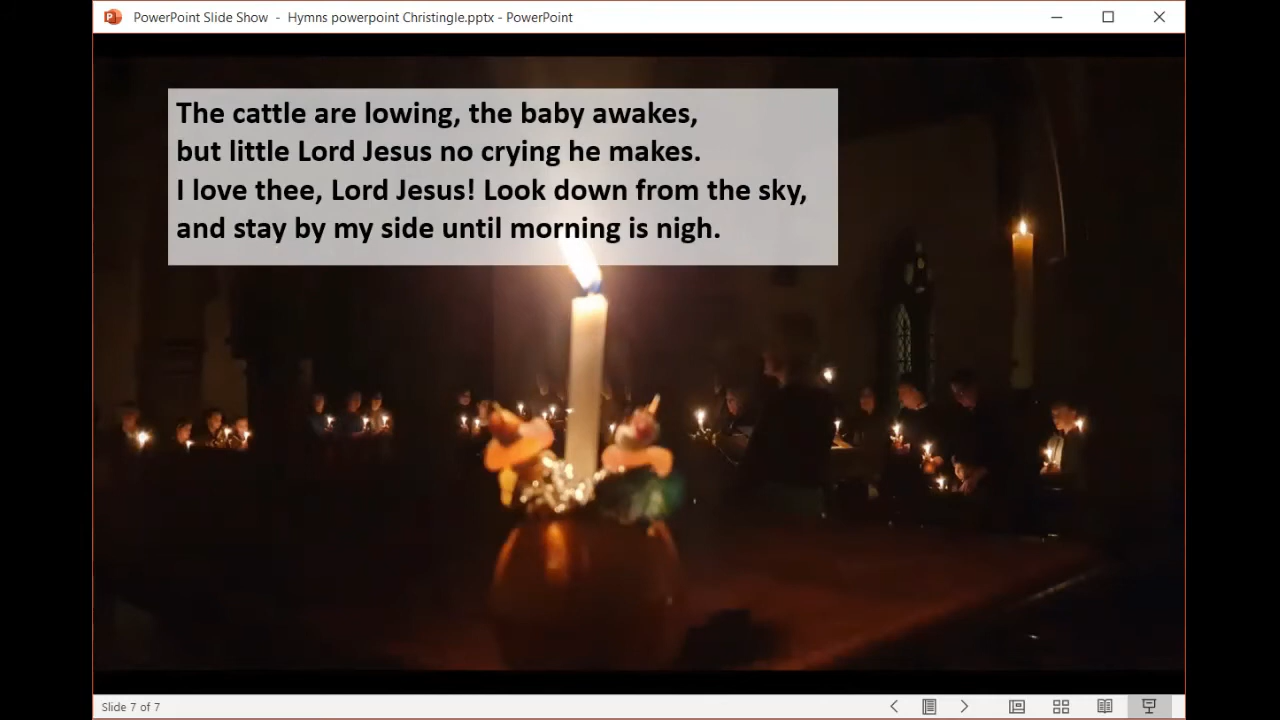 PowerPoint Slide Show - Hymns powerpoint Christingle.pptx - PowerPoint
The cattle are lowing, the baby awakes,
but little Lord Jesus no crying he makes.
I love thee, Lord Jesus! Look down from the sky,
and stay by my side until morning is nigh.
Slide 7 of 7